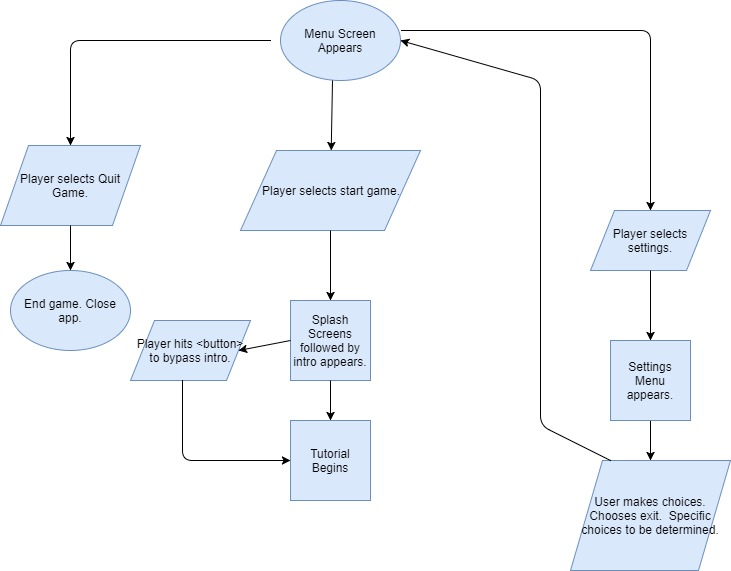 Menu Screen
Appears
Player selects Quit
Game.
Player selects start game.
Player selects
settings.
End game. Close
app.
Player hits <button>
to bypass intro.
Splash
Screens
followed by
intro appears.
Settings
Menu
appears.
Tutorial
Begins
User makes choices.
Chooses exit.  Specific
choices to be determined.